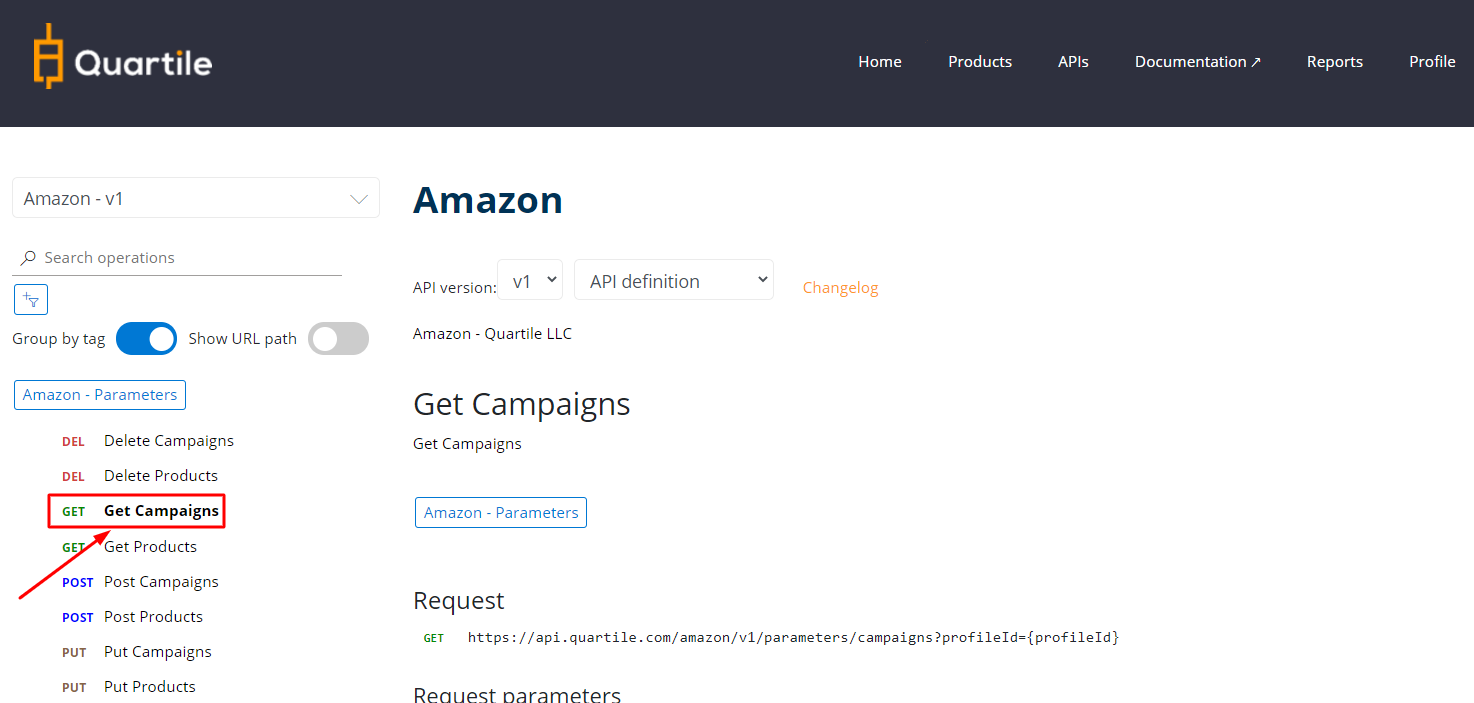 Quartile
Home Products APIs Documentation ↗ Reports Profile
Amazon - v1
Search operations
Group by tag Show URL path
Amazon - Parameters
DEL Delete Campaigns
DEL Delete Products
GET Get Campaigns
GET Get Products
POST Post Campaigns
POST Post Products
PUT Put Campaigns
PUT Put Products
Amazon
API version: v1 API definition Changelog
Amazon - Quartile LLC
Get Campaigns
Get Campaigns
Amazon - Parameters
Request
GET https://api.quartile.com/amazon/v1/parameters/campaigns?profileId={profileId}
Request parameters